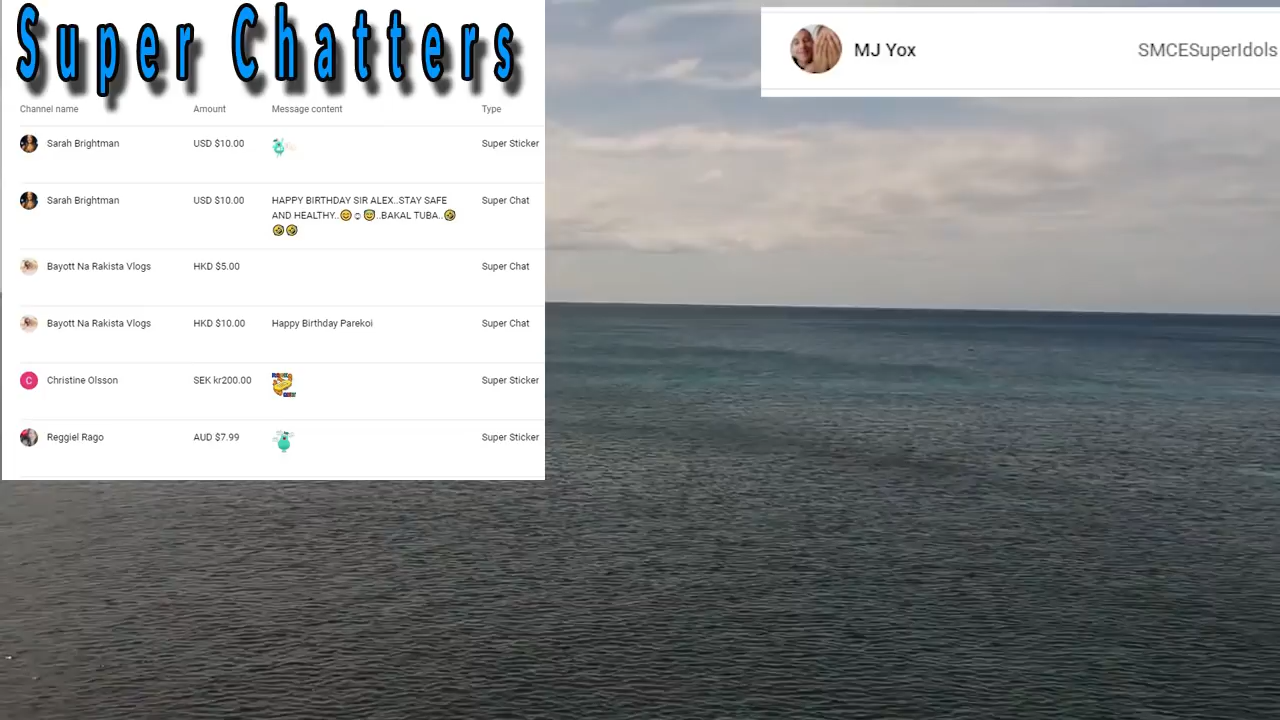 Super Chatters
Channel name Amount Message content Type
Sarah Brightman USD $10.00 Super Sticker
Sarah Brightman USD $10.00 HAPPY BIRTHDAY SIR ALEX..STAY SAFE Super Chat
AND HEALTHY..😀☺😇..BAKAL TUBA..🤣
🤣🤣
Bayott Na Rakista Vlogs HKD $5.00 Super Chat
Bayott Na Rakista Vlogs HKD $10.00 Happy Birthday Parekoi Super Chat
C Christine Olsson SEK kr200.00 Super Sticker
Reggiel Rago AUD $7.99 Super Sticker
MJ Yox SMCESuperIdols